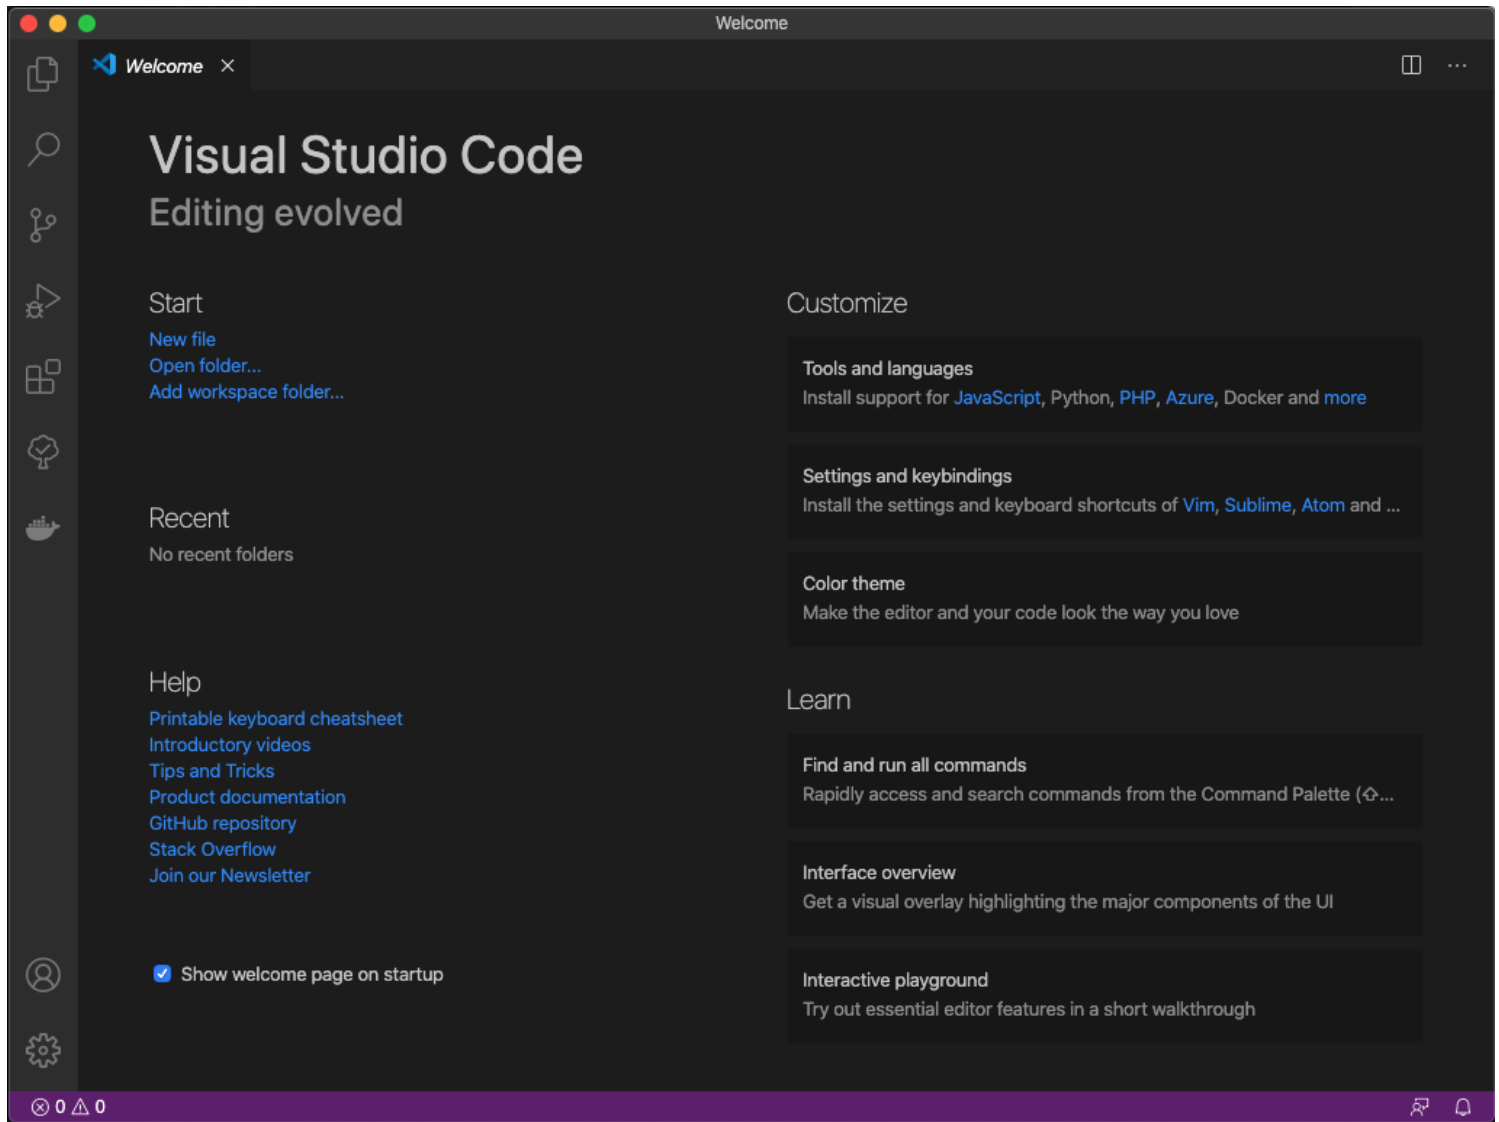 Welcome
Welcome
Visual Studio Code
Editing evolved
Start
New file
Open folder...
Add workspace folder...
Recent
No recent folders
Help
Printable keyboard cheatsheet
Introductory videos
Tips and Tricks
Product documentation
GitHub repository
Stack Overflow
Join our Newsletter
Show welcome page on startup
Customize
Tools and languages
Install support for JavaScript, Python, PHP, Azure, Docker and more
Settings and keybindings
Install the settings and keyboard shortcuts of Vim, Sublime, Atom and ...
Color theme
Make the editor and your code look the way you love
Learn
Find and run all commands
Rapidly access and search commands from the Command Palette (⇧...
Interface overview
Get a visual overlay highlighting the major components of the UI
Interactive playground
Try out essential editor features in a short walkthrough
0 0